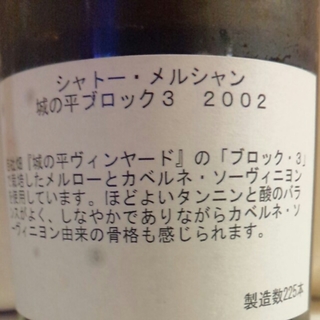 シャトー・メルシャン
城の平ブロック３　２００２
『城の平ヴィンヤード』の「ブロック・３」
栽培したメルローとカベルネ・ソーヴィニヨン
使用しています。ほどよいタンニンと酸のバラ
ンスがよく、しなやかでありながらカベルネ・ソ
ーヴィニヨン由来の骨格も感じられます。
製造数225本